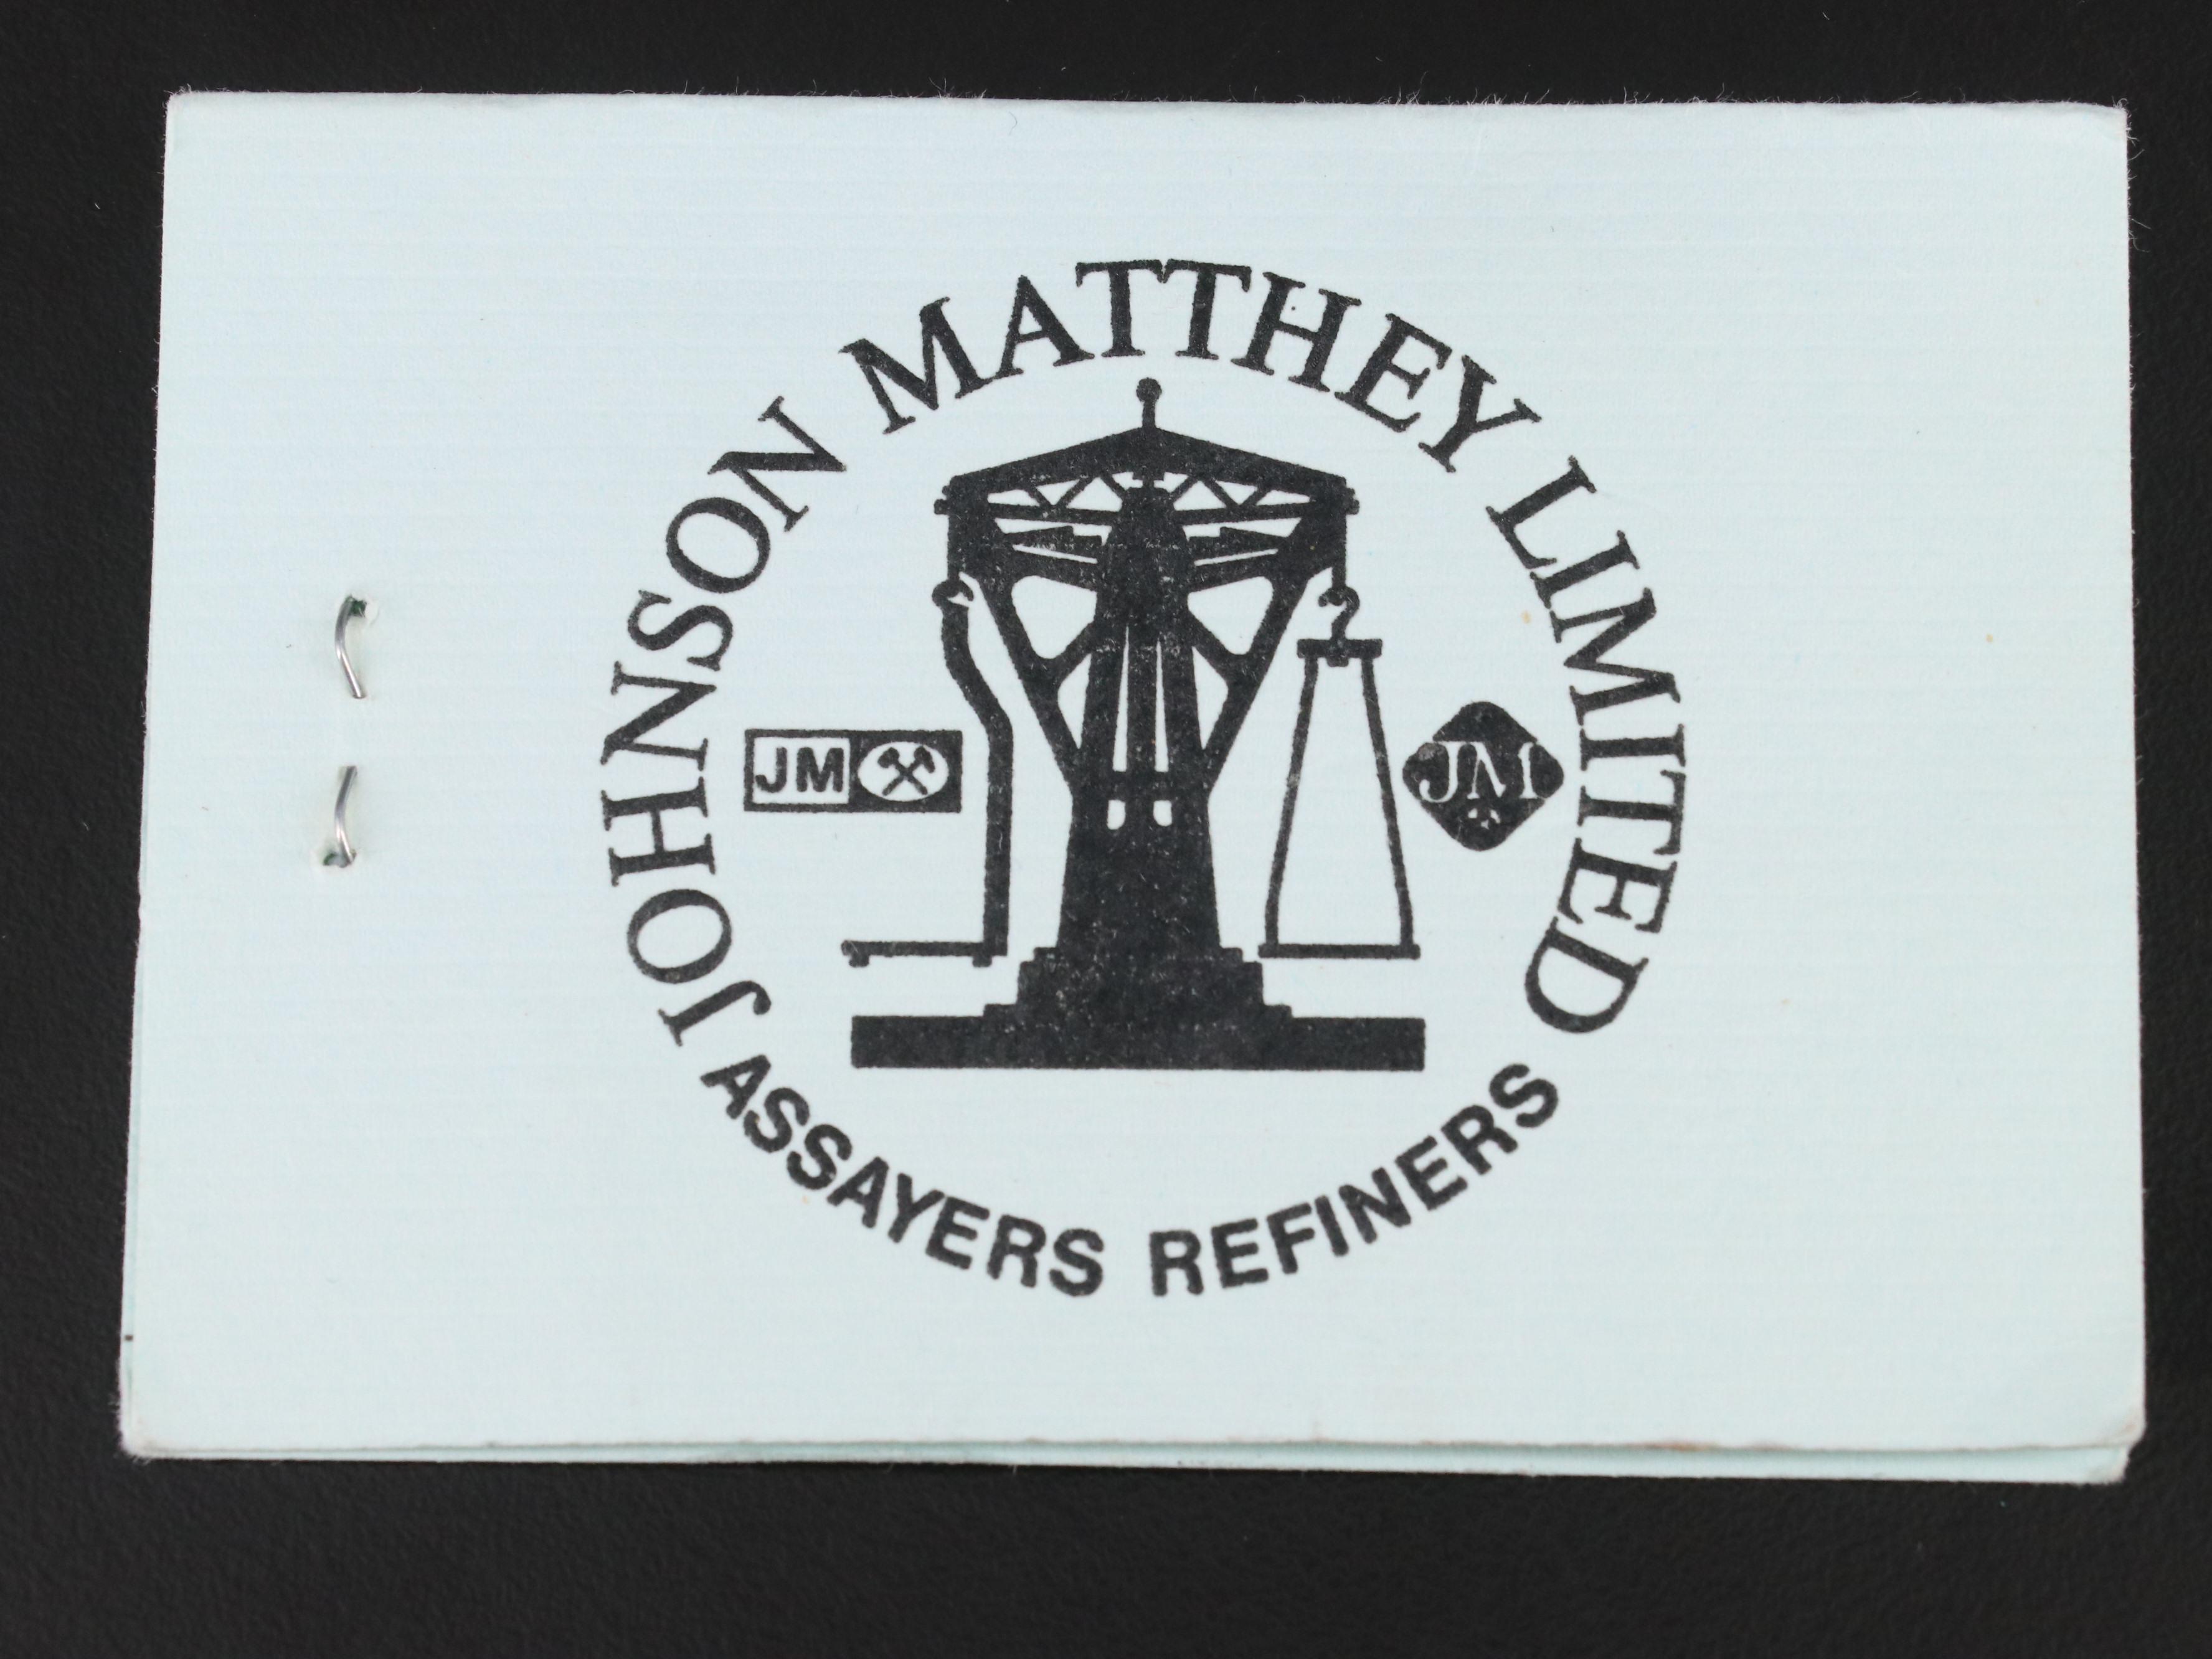 JOHNSON MATTHEY LIMITED
JM
JM
ASSAYERS REFINERS